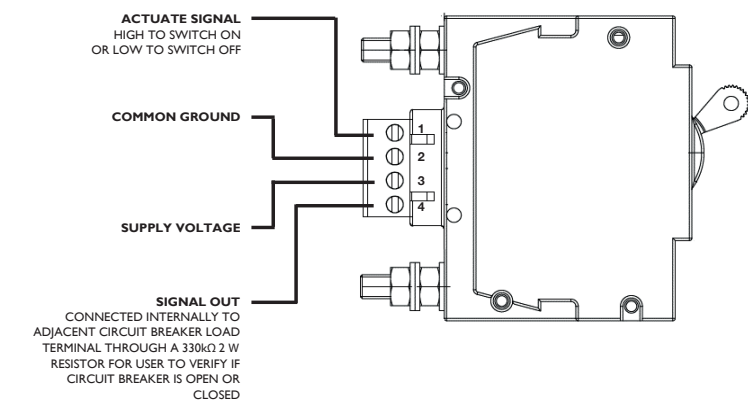 ACTUATE SIGNAL
HIGH TO SWITCH ON
OR LOW TO SWITCH OFF
COMMON GROUND
SUPPLY VOLTAGE
SIGNAL OUT
CONNECTED INTERNALLY TO
ADJACENT CIRCUIT BREAKER LOAD
TERMINAL THROUGH A 330kΩ 2 W
RESISTOR FOR USER TO VERIFY IF
CIRCUIT BREAKER IS OPEN OR
CLOSED
1
2
3
4